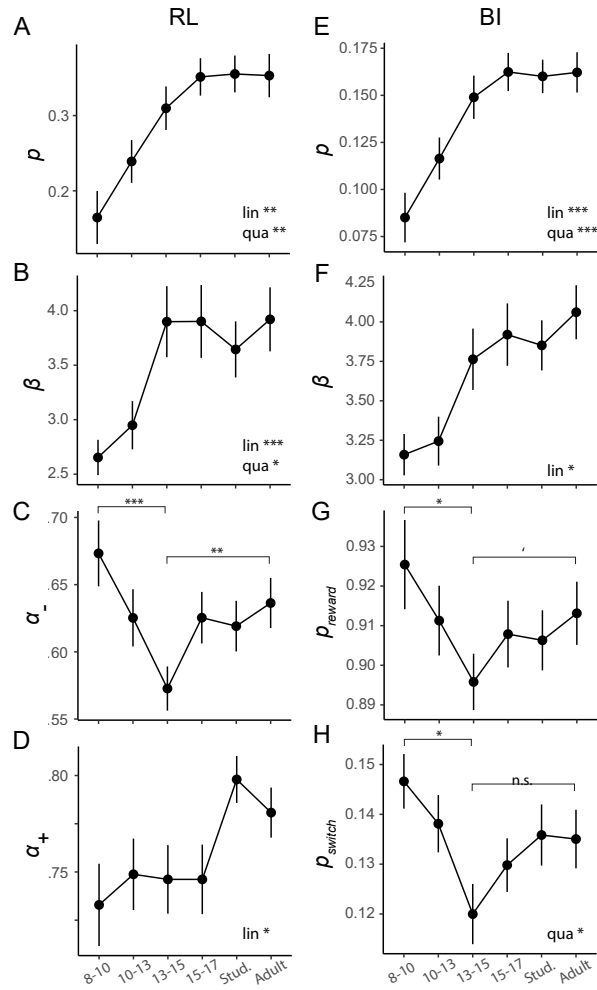 RL
BI
A
p
0.3
0.2
lin **
qua **
E
p
0.175
0.150
0.125
0.100
0.075
lin ***
qua ***
B
β
4.0
3.5
3.0
2.5
lin ***
qua *
F
β
4.25
4.00
3.75
3.50
3.25
3.00
lin *
C
α-
.70
.65
.60
.55
***
**
G
preward
0.93
0.92
0.91
0.90
0.89
*
′
D
α+
.80
.75
lin *
8-10
10-13
13-15
15-17
Stud.
Adult
H
pswitch
0.15
0.14
0.13
0.12
*
n.s.
qua *
8-10
10-13
13-15
15-17
Stud.
Adult